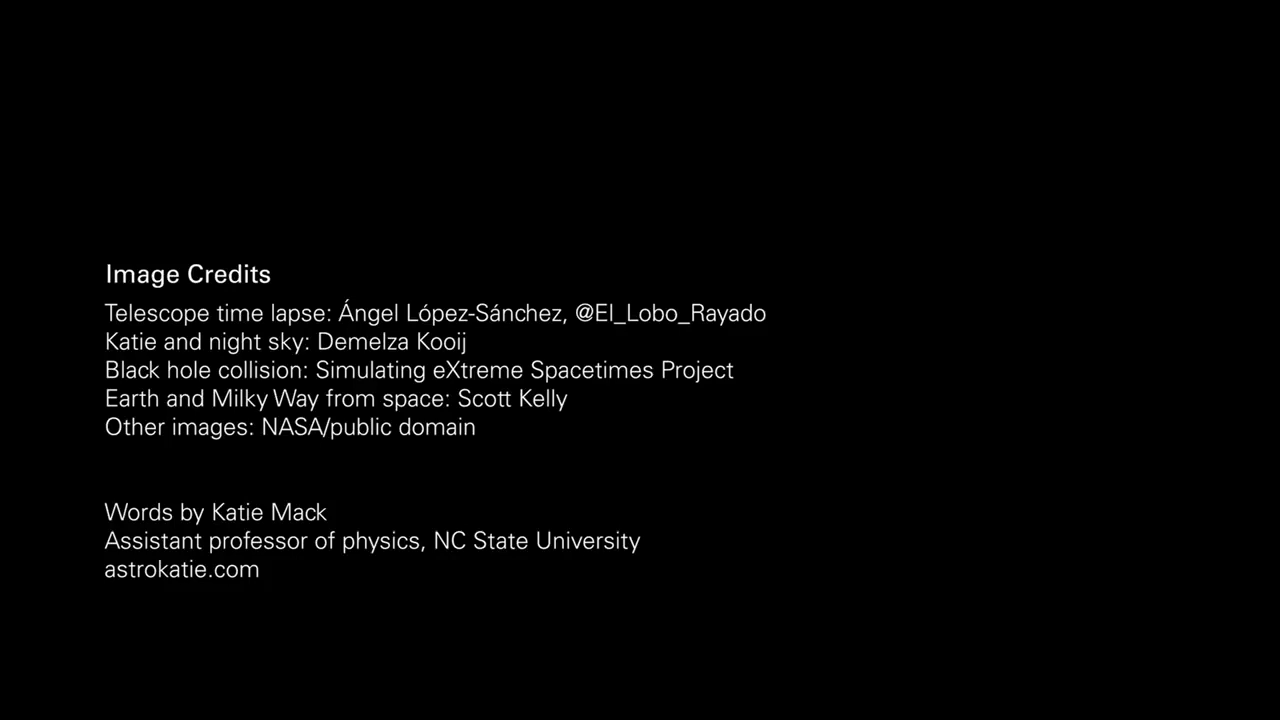 Image Credits
Telescope time lapse: Ángel López-Sánchez, @El_Lobo_Rayado
Katie and night sky: Demelza Kooij
Black hole collision: Simulating eXtreme Spacetimes Project
Earth and Milky Way from space: Scott Kelly
Other images: NASA/public domain
Words by Katie Mack
Assistant professor of physics, NC State University
astrokatie.com